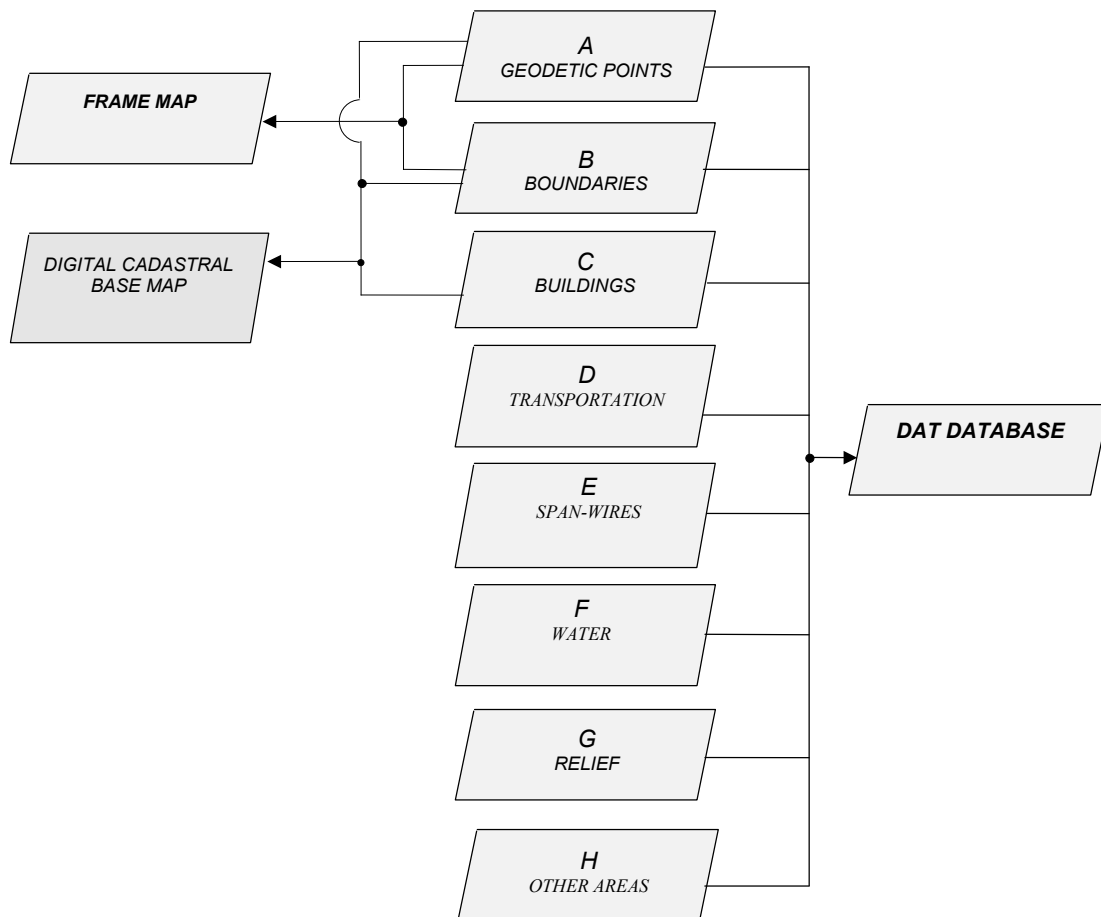 A
GEODETIC POINTS
FRAME MAP
B
BOUNDARIES
DIGITAL CADASTRAL
BASE MAP
C
BUILDINGS
D
TRANSPORTATION
DAT DATABASE
E
SPAN-WIRES
F
WATER
G
RELIEF
H
OTHER AREAS